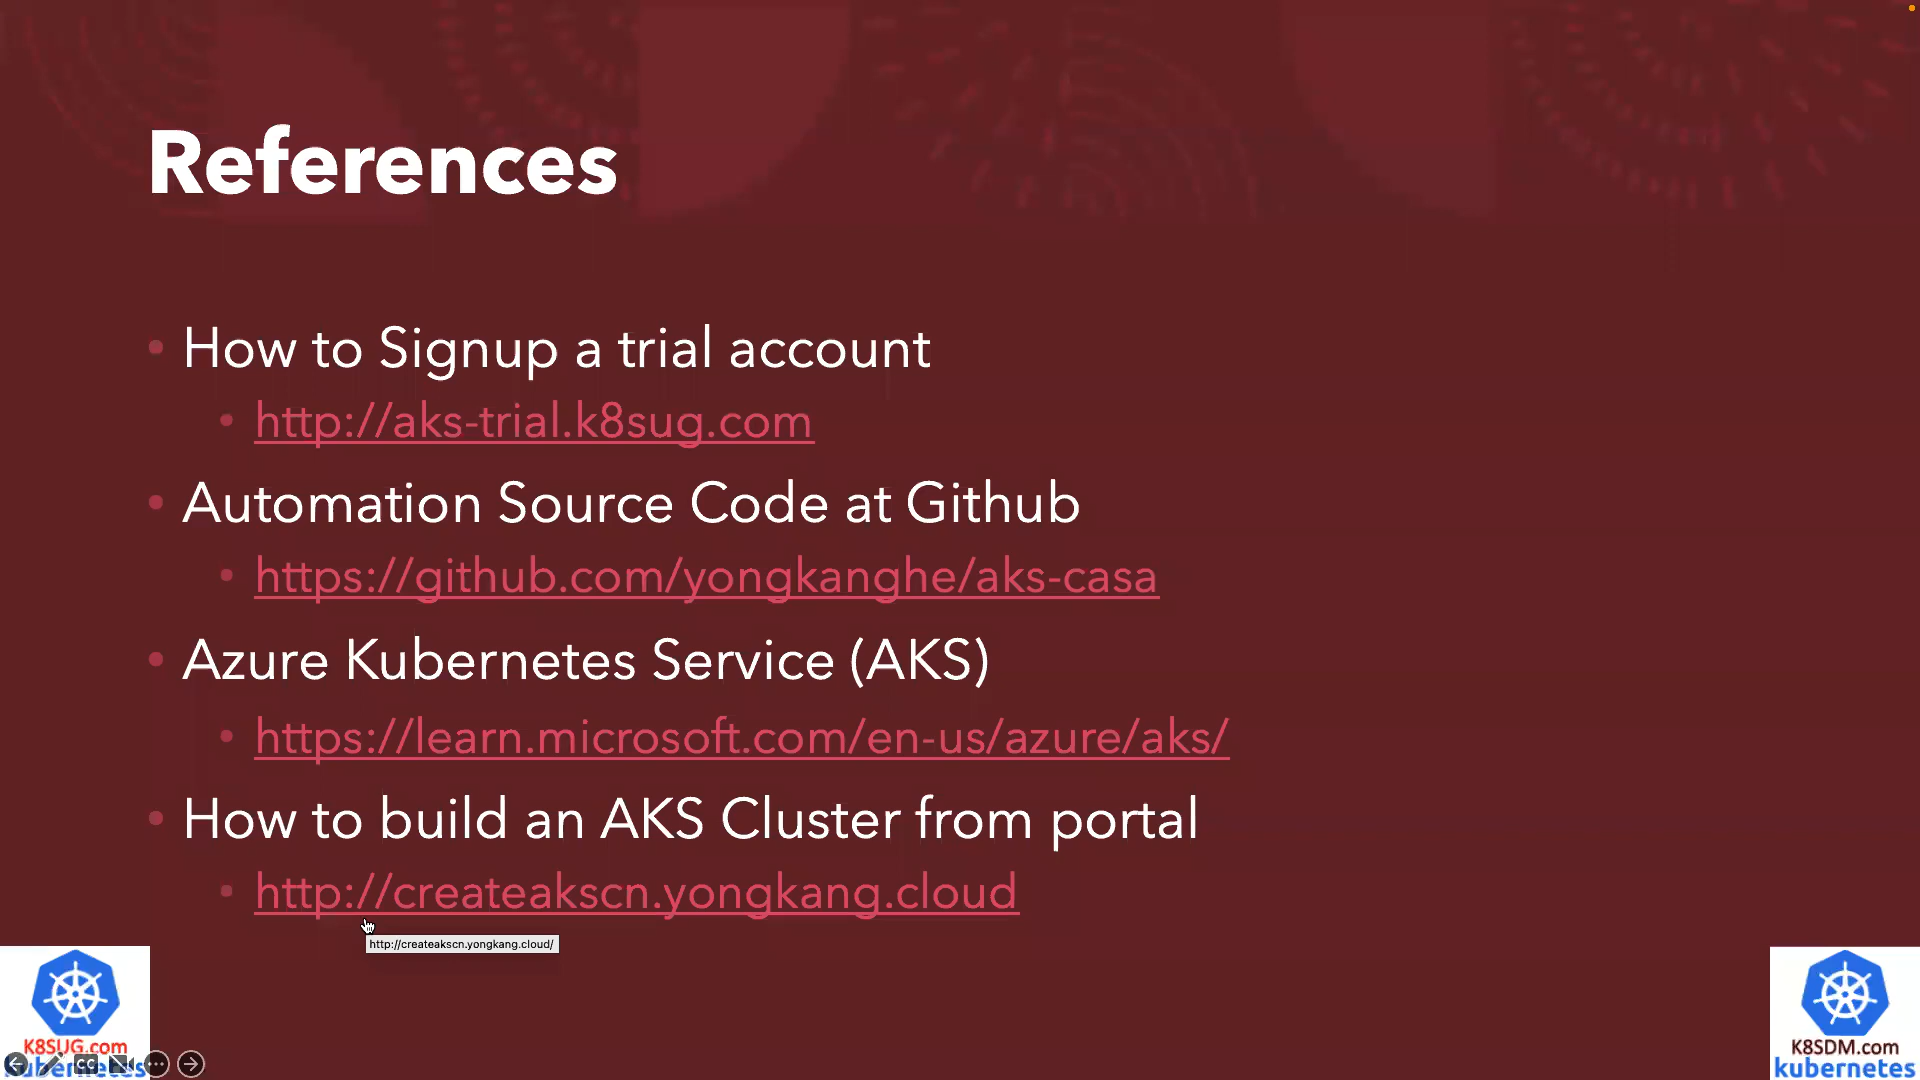 References
• How to Signup a trial account
• http://aks-trial.k8sug.com
• Automation Source Code at Github
• https://github.com/yongkanghe/aks-casa
• Azure Kubernetes Service (AKS)
• https://learn.microsoft.com/en-us/azure/aks/
• How to build an AKS Cluster from portal
• http://createakscn.yongkang.cloud
http://createakscn.yongkang.cloud/
K8SUG.com
kubernetes
CC
K8SDM.com
kubernetes